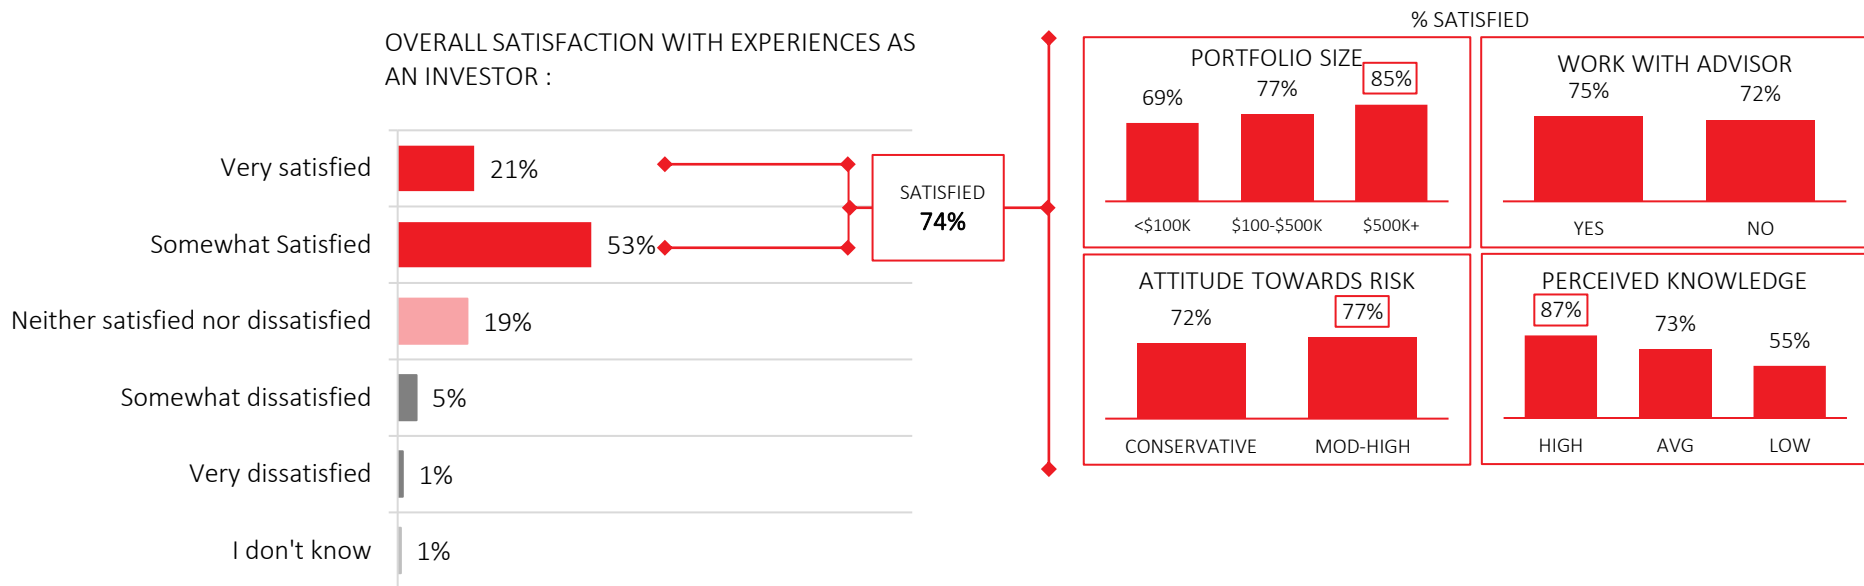 OVERALL SATISFACTION WITH EXPERIENCES AS
AN INVESTOR :
Very satisfied
21%
Somewhat Satisfied
53%
Neither satisfied nor dissatisfied
19%
Somewhat dissatisfied
5%
Very dissatisfied
1%
I don't know
1%
SATISFIED
74%
% SATISFIED
PORTFOLIO SIZE
69%
77%
85%
<$100K
$100-$500K
$500K+
WORK WITH ADVISOR
75%
72%
YES
NO
ATTITUDE TOWARDS RISK
72%
77%
CONSERVATIVE
MOD-HIGH
PERCEIVED KNOWLEDGE
87%
73%
55%
HIGH
AVG
LOW